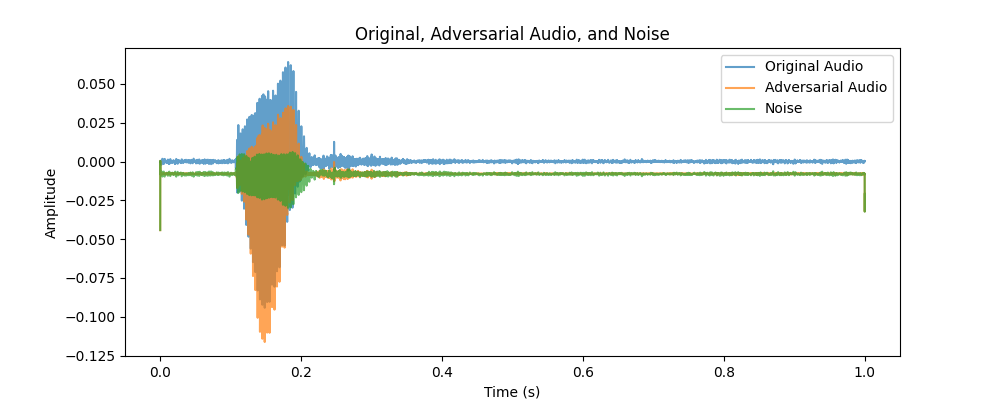 Original, Adversarial Audio, and Noise
Original Audio
Adversarial Audio
Noise
Amplitude
0.050
0.025
0.000
−0.025
−0.050
−0.075
−0.100
−0.125
0.0 0.2 0.4 0.6 0.8 1.0
Time (s)